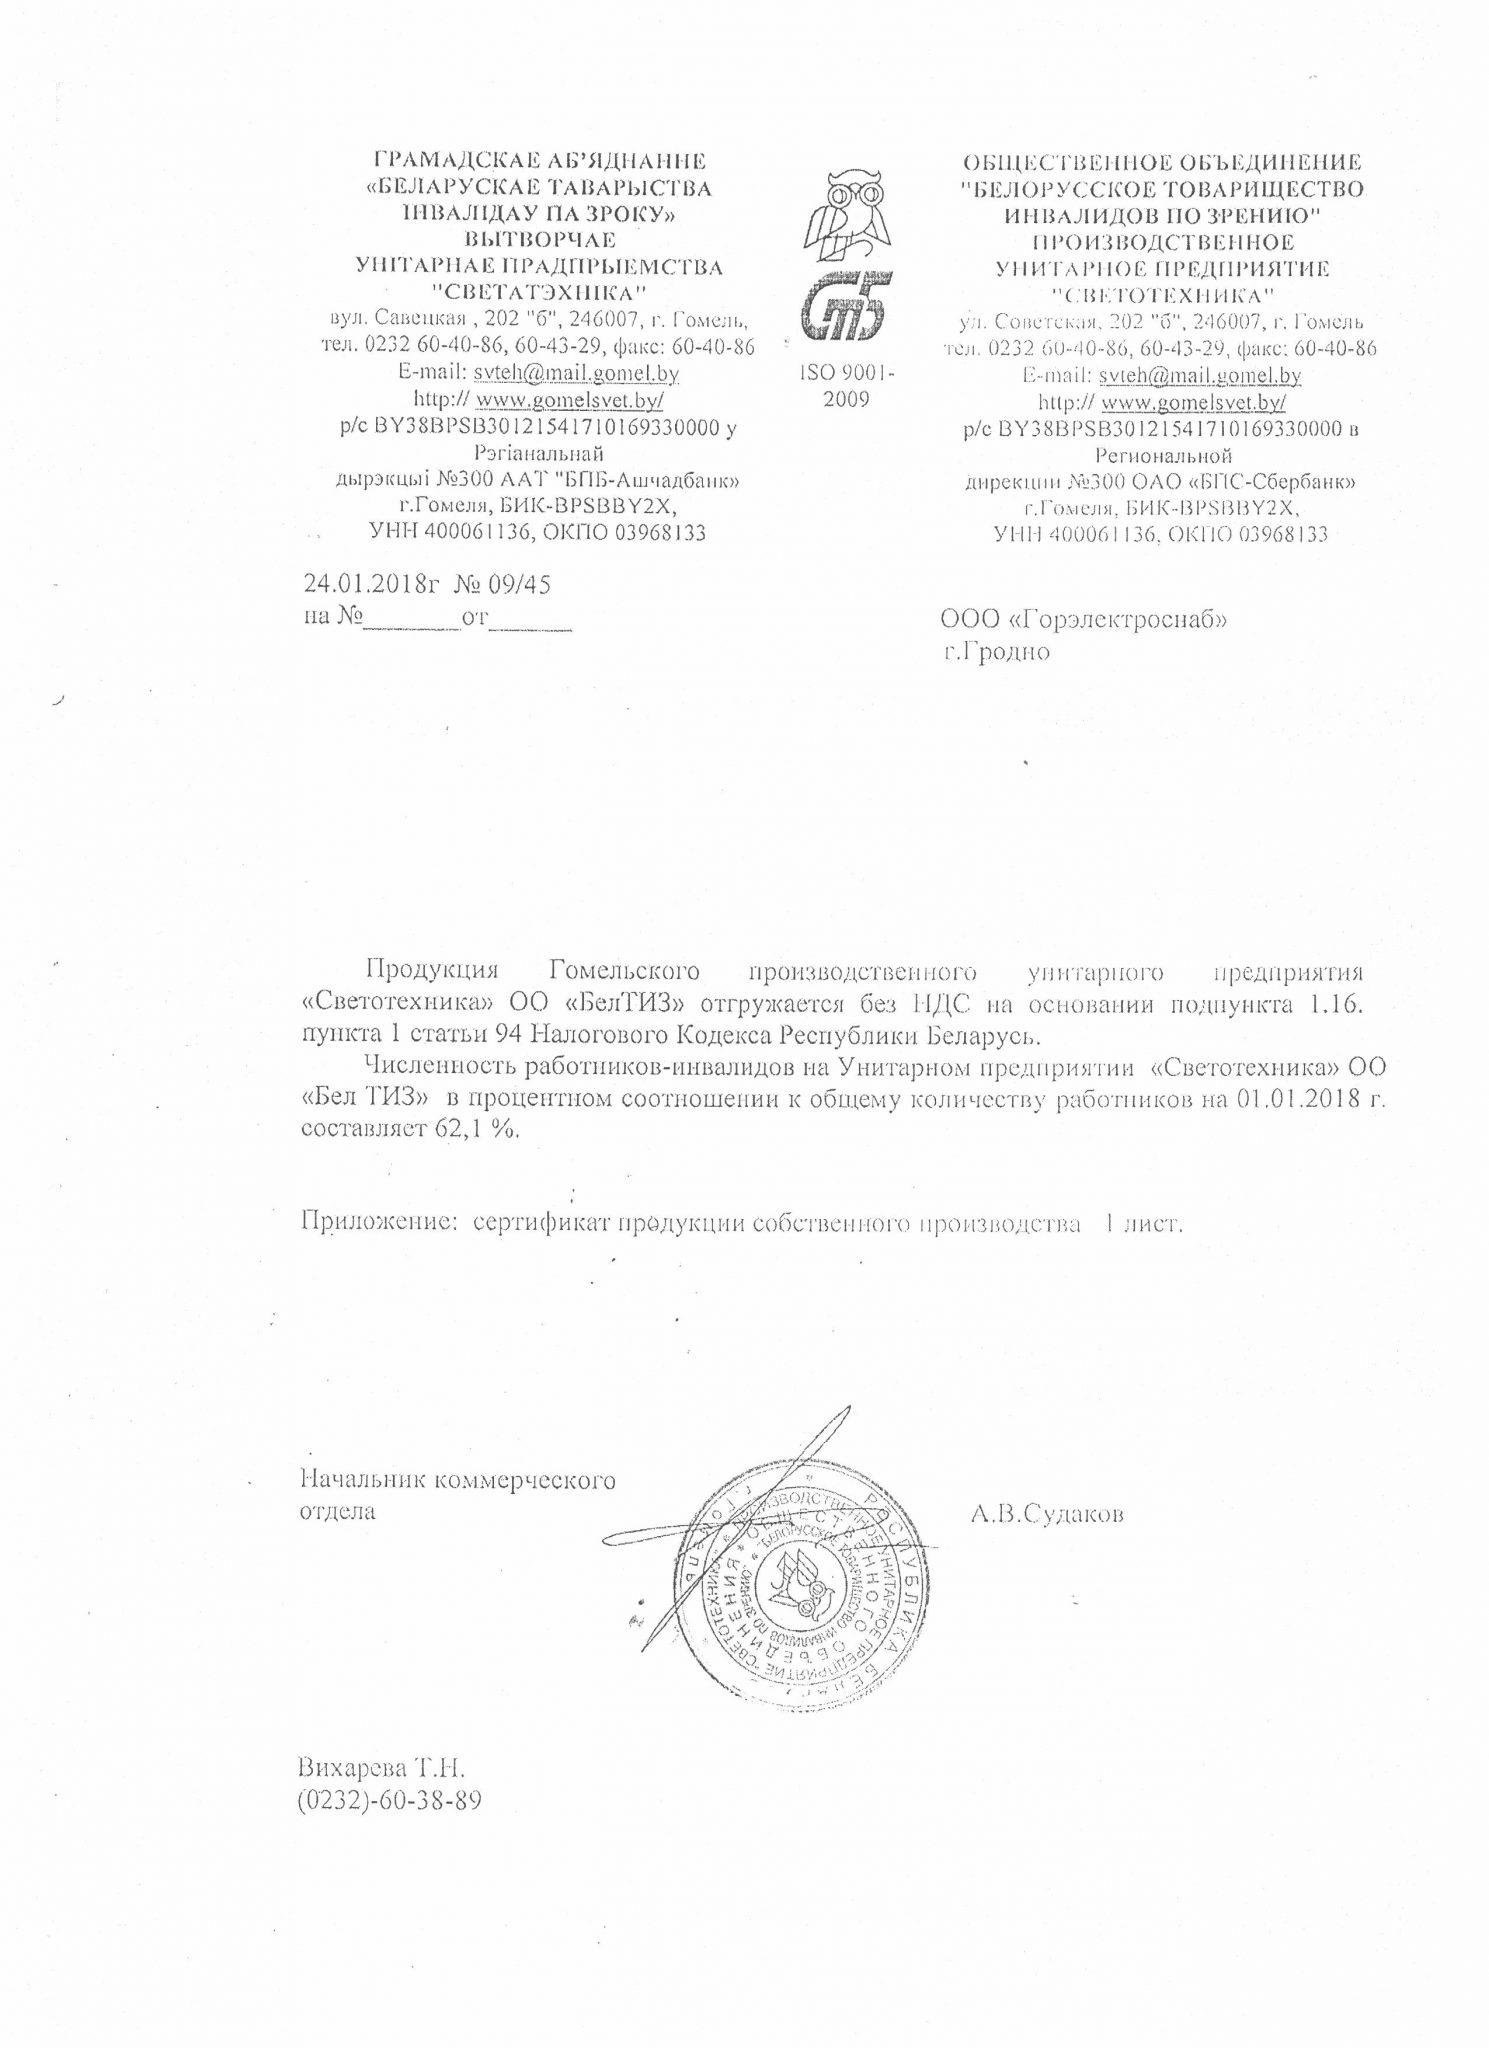 ГРАМАДСКАЕ АБ'ЯДНАННЕ
«БЕЛАРУСКАЕ ТАВАРЫСТВА
ІНВАЛІДАУ ПА ЗРОКУ»
ВЫТВОРЧАЕ
УНІТАРНАЕ ПРАДПРЫЕМСТВА
"СВЕТАТЭХНІКА"
вул. Савецкая , 202 "б", 246007, г. Гомель,
тел. 0232 60-40-86, 60-43-29, факс: 60-40-86
E-mail: svteh@mail.gomel.by
http:// www.gomelsvet.by/
р/с BY38BPSB30121541710169330000 у
Рэгіанальнай
дырэкцыі №300 ААТ "БПБ-Ашчадбанк»
г.Гомеля, БИК-BPSBBY2X,
УНН 400061136, ОКПО 03968133
СТБ
ISO 9001-
2009
ОБЩЕСТВЕННОЕ ОБЪЕДИНЕНИЕ
"БЕЛОРУССКОЕ ТОВАРИЩЕСТВО
ИНВАЛИДОВ ПО ЗРЕНИЮ"
ПРОИЗВОДСТВЕННОЕ
УНИТАРНОЕ ПРЕДПРИЯТИЕ
"СВЕТОТЕХНИКА"
ул. Советская, 202 "б", 246007, г. Гомель
тел. 0232 60-40-86, 60-43-29, факс: 60-40-86
E-mail: svteh@mail.gomel.by
http:// www.gomelsvet.by/
р/с BY38BPSB30121541710169330000 в
Региональной
дирекции №300 ОАО «БПС-Сбербанк»
г.Гомеля, БИК-BPSBBY2X,
УНН 400061136, ОКПО 03968133
24.01.2018г № 09/45
на №_______от______
ООО «Горэлектроснаб»
г.Гродно
Продукция Гомельского производственного унитарного предприятия
«Светотехника» ОО «БелТИЗ» отгружается без НДС на основании подпункта 1.16.
пункта 1 статьи 94 Налогового Кодекса Республики Беларусь.
Численность работников-инвалидов на Унитарном предприятии «Светотехника» ОО
«Бел ТИЗ» в процентном соотношении к общему количеству работников на 01.01.2018 г.
составляет 62,1 %.
Приложение: сертификат продукции собственного производства 1 лист.
Начальник коммерческого
отдела
А.В.Судаков
* РЕСПУБЛИКА БЕЛАРУСЬ * г.Гомель
* ПРОИЗВОДСТВЕННОЕ УНИТАРНОЕ ПРЕДПРИЯТИЕ "СВЕТОТЕХНИКА"
* ОБЩЕСТВЕННОГО ОБЪЕДИНЕНИЯ
* "БЕЛОРУССКОЕ ТОВАРИЩЕСТВО ИНВАЛИДОВ ПО ЗРЕНИЮ"
Вихарева Т.Н.
(0232)-60-38-89